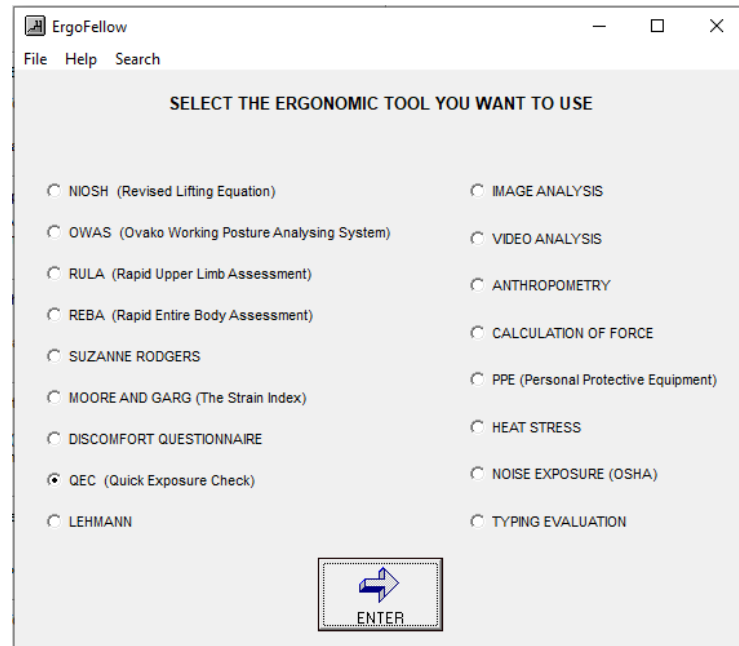 ErgoFellow
File Help Search
SELECT THE ERGONOMIC TOOL YOU WANT TO USE
NIOSH (Revised Lifting Equation)
OWAS (Ovako Working Posture Analysing System)
RULA (Rapid Upper Limb Assessment)
REBA (Rapid Entire Body Assessment)
SUZANNE RODGERS
MOORE AND GARG (The Strain Index)
DISCOMFORT QUESTIONNAIRE
QEC (Quick Exposure Check)
LEHMANN
IMAGE ANALYSIS
VIDEO ANALYSIS
ANTHROPOMETRY
CALCULATION OF FORCE
PPE (Personal Protective Equipment)
HEAT STRESS
NOISE EXPOSURE (OSHA)
TYPING EVALUATION
ENTER